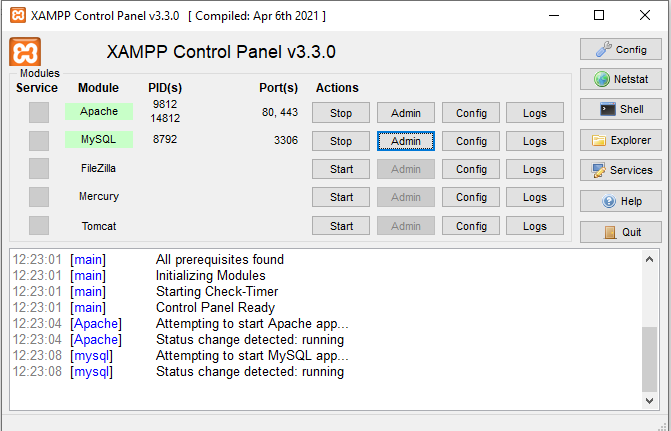 XAMPP Control Panel v3.3.0 [ Compiled: Apr 6th 2021 ]
XAMPP Control Panel v3.3.0
Config
Modules
Service Module PID(s) Port(s) Actions
Netstat
Apache 9812 14812 80, 443 Stop Admin Config Logs
Shell
MySQL 8792 3306 Stop Admin Config Logs
Explorer
FileZilla Start Admin Config Logs
Services
Mercury Start Admin Config Logs
Help
Tomcat Start Admin Config Logs
Quit
12:23:01 [main] All prerequisites found
12:23:01 [main] Initializing Modules
12:23:01 [main] Starting Check-Timer
12:23:01 [main] Control Panel Ready
12:23:04 [Apache] Attempting to start Apache app...
12:23:04 [Apache] Status change detected: running
12:23:08 [mysql] Attempting to start MySQL app...
12:23:08 [mysql] Status change detected: running